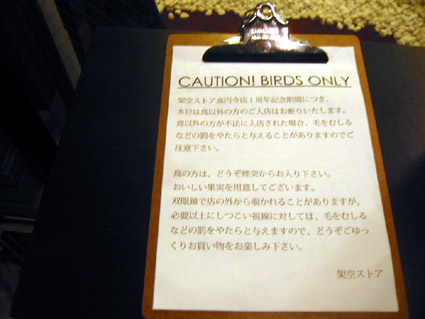 CAUTION! BIRDS ONLY
架空ストア高円寺店1周年記念開催につき、
本日は鳥以外の方のご入店はお断りいたします。
鳥以外の方が不法に入店された場合、毛をむしる
などの罰をやたらと与えることがありますのでご
注意下さい。
鳥の方は、どうぞ煙突からお入り下さい。
おいしい果実を用意してございます。
双眼鏡で店の外から覗かれることがありますが、
必要以上にしつこい視線に対しては、毛をむしる
などの罰をやたらと与えますので、どうぞごゆっ
くりお買い物をお楽しみ下さい。
架空ストア